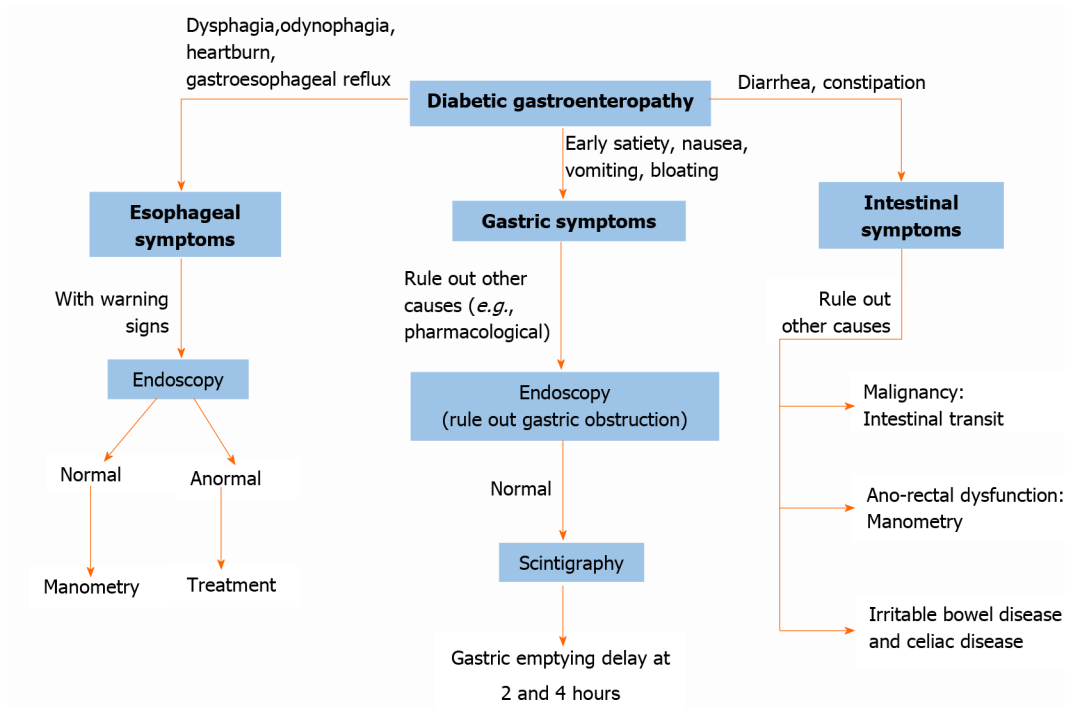 Dysphagia,odynophagia,
heartburn,
gastroesophageal reflux
Diabetic gastroenteropathy
Diarrhea, constipation
Early satiety, nausea,
vomiting, bloating
Esophageal
symptoms
Gastric symptoms
Intestinal
symptoms
With warning
signs
Rule out other
causes (e.g.,
pharmacological)
Rule out
other causes
Endoscopy
Endoscopy
(rule out gastric obstruction)
Malignancy:
Intestinal transit
Normal
Anormal
Normal
Ano-rectal dysfunction:
Manometry
Manometry
Treatment
Scintigraphy
Irritable bowel disease
and celiac disease
Gastric emptying delay at
2 and 4 hours